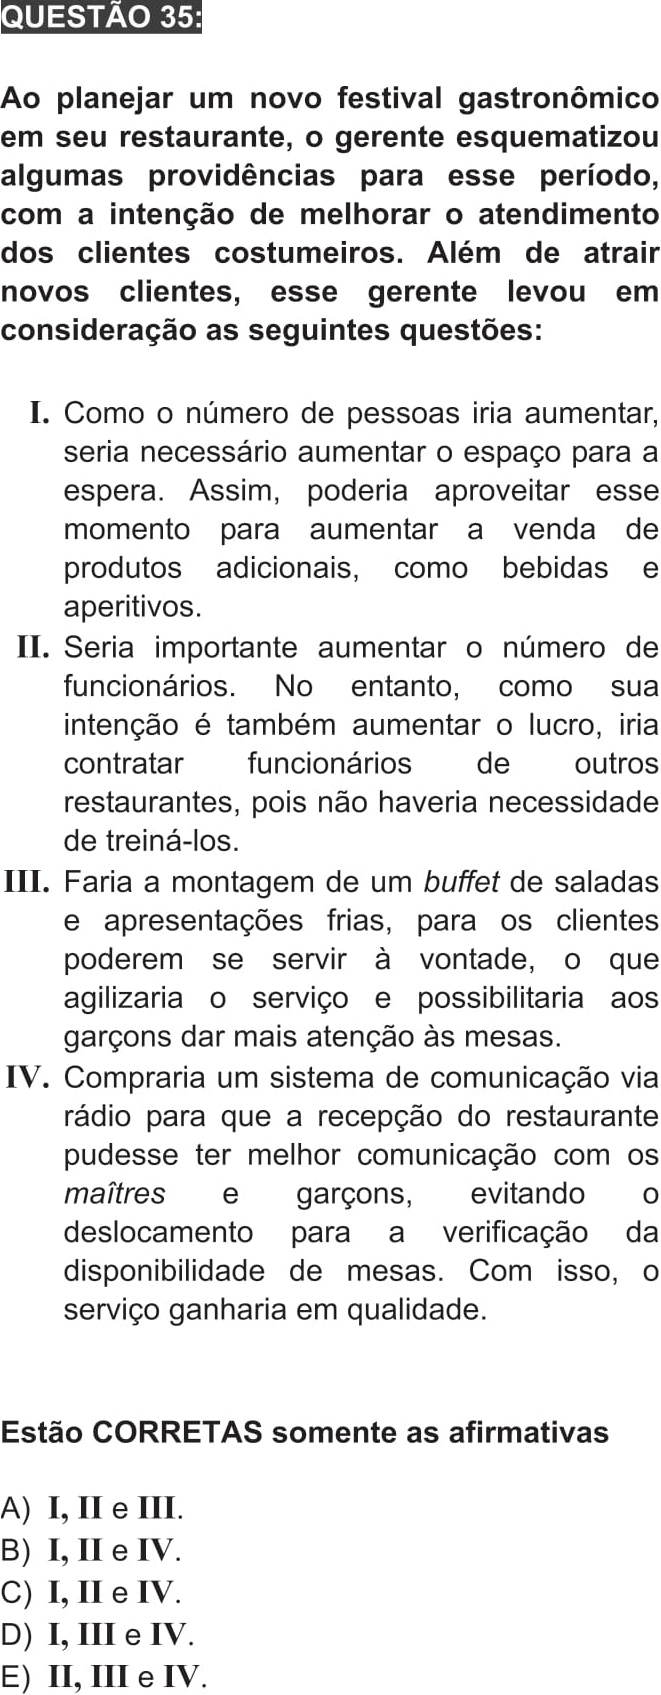 QUESTÃO 35:
Ao planejar um novo festival gastronômico
em seu restaurante, o gerente esquematizou
algumas providências para esse período,
com a intenção de melhorar o atendimento
dos clientes costumeiros. Além de atrair
novos clientes, esse gerente levou em
consideração as seguintes questões:
I. Como o número de pessoas iria aumentar,
seria necessário aumentar o espaço para a
espera. Assim, poderia aproveitar esse
momento para aumentar a venda de
produtos adicionais, como bebidas e
aperitivos.
II. Seria importante aumentar o número de
funcionários. No entanto, como sua
intenção é também aumentar o lucro, iria
contratar funcionários de outros
restaurantes, pois não haveria necessidade
de treiná-los.
III. Faria a montagem de um buffet de saladas
e apresentações frias, para os clientes
poderem se servir à vontade, o que
agilizaria o serviço e possibilitaria aos
garçons dar mais atenção às mesas.
IV. Compraria um sistema de comunicação via
rádio para que a recepção do restaurante
pudesse ter melhor comunicação com os
maîtres e garçons, evitando o
deslocamento para a verificação da
disponibilidade de mesas. Com isso, o
serviço ganharia em qualidade.
Estão CORRETAS somente as afirmativas
A) I, II e III.
B) I, II e IV.
C) I, II e IV.
D) I, III e IV.
E) II, III e IV.